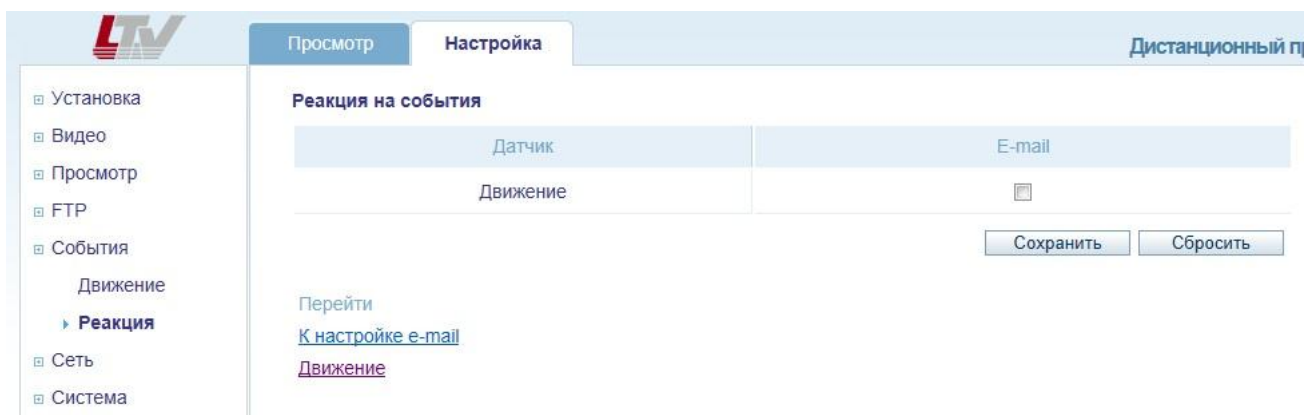 LTV
Просмотр
Настройка
Дистанционный
Установка
Видео
Просмотр
FTP
События
Движение
Реакция
Сеть
Система
Реакция на события
Датчик E-mail
Движение
Сохранить Сбросить
Перейти
К настройке e-mail
Движение